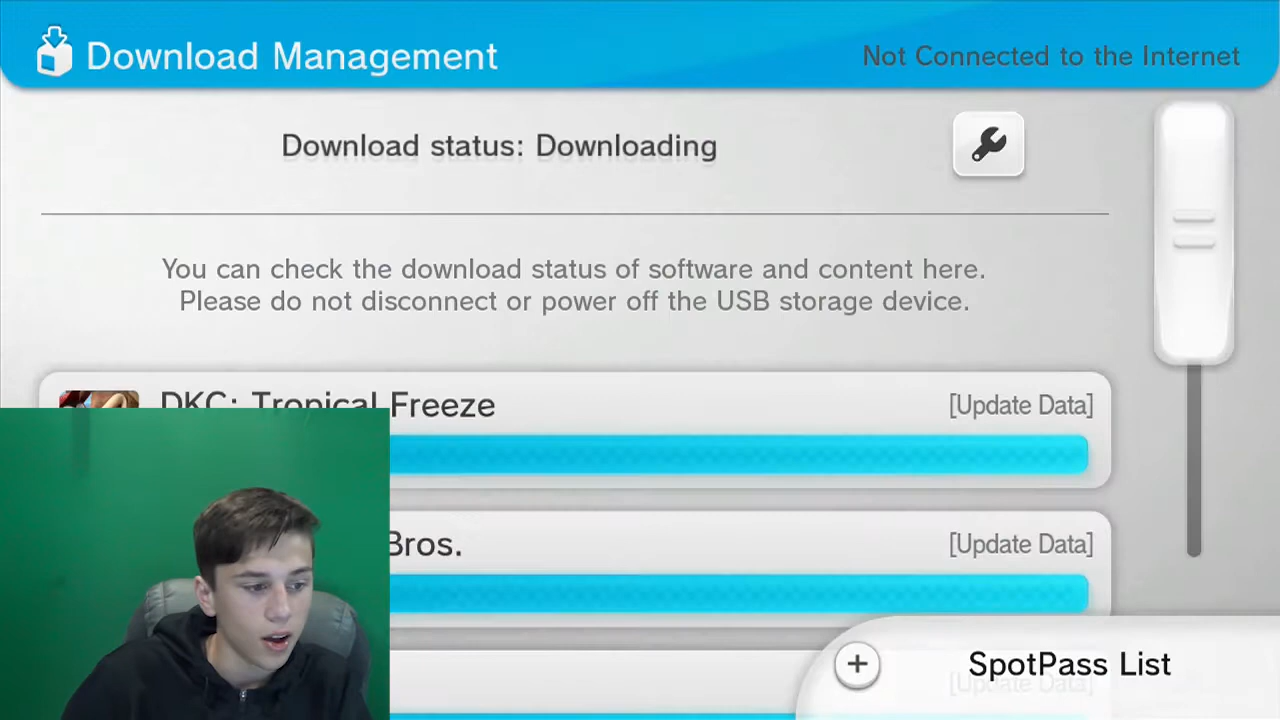 Download Management
Not Connected to the Internet
Download status: Downloading
You can check the download status of software and content here.
Please do not disconnect or power off the USB storage device.
DKC: Tropical Freeze
[Update Data]
Bros.
[Update Data]
SpotPass List
[Update Data]